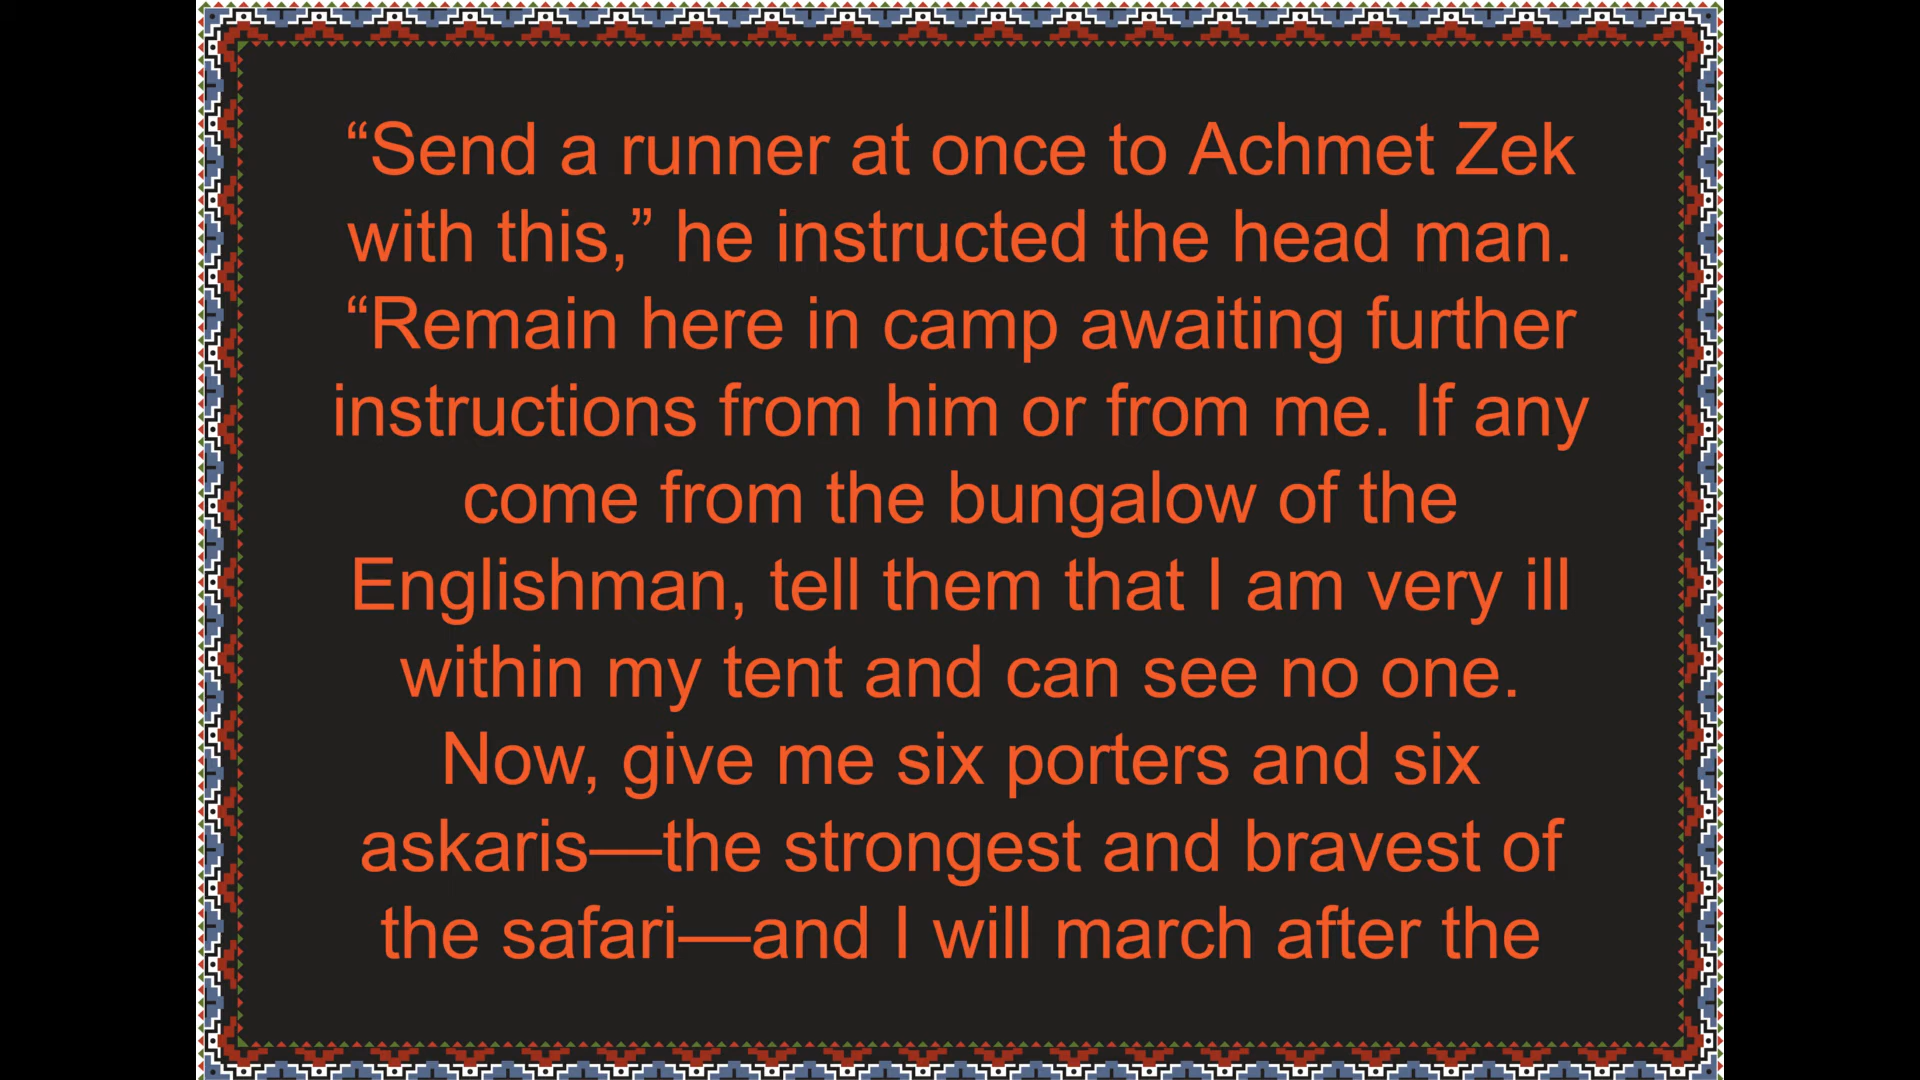 “Send a runner at once to Achmet Zek
with this,” he instructed the head man.
“Remain here in camp awaiting further
instructions from him or from me. If any
come from the bungalow of the
Englishman, tell them that I am very ill
within my tent and can see no one.
Now, give me six porters and six
askaris—the strongest and bravest of
the safari—and I will march after the